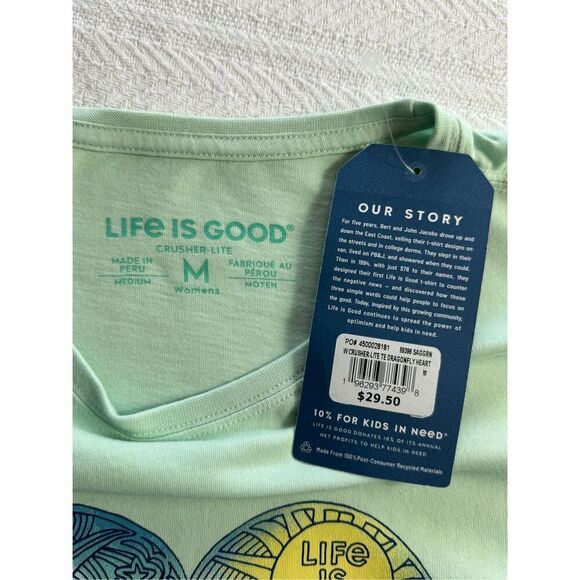 LIFE IS GOOD®
CRUSHER-LITE
MADE IN
PERU
MEDIUM
M
Womens
FABRIQUÉ AU
PÉROU
MOYEN
OUR STORY
For five years, Bert and John Jacobs drove up and
down the East Coast, selling their t-shirt designs on
the streets and in college dorms. They slept in their
van, lived on PB&J, and showered when they could.
Then in 1994, with just $78 to their names, they
designed their first Life is Good t-shirt to counter
the negative news — and discovered how those
three simple words could help people to focus on
the good. Today, inspired by this growing community,
Life is Good continues to spread the power of
optimism and help kids in need.
PO# 4500028181 89396 SAGGRN
W CRUSHER-LITE TE DRAGONFLY HEART
M
1 96293 77439 8
$29.50
10% FOR KIDS IN NEED®
LIFE IS GOOD DONATES 10% OF ITS ANNUAL
NET PROFITS TO HELP KIDS IN NEED.
Made From 100% Post-Consumer Recycled Materials
LIFE
IS